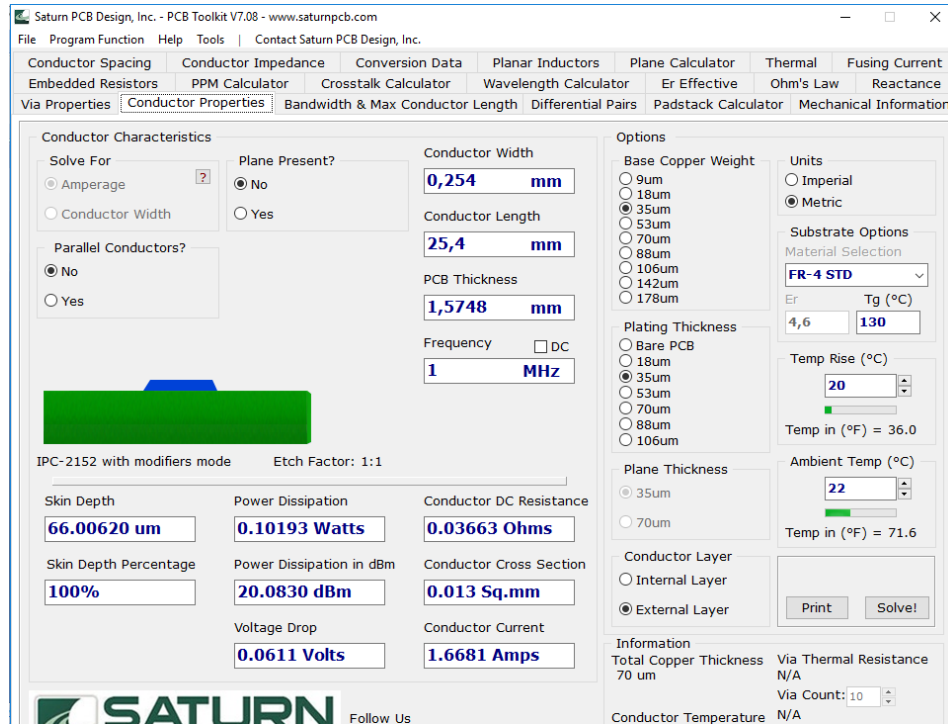 Saturn PCB Design, Inc. - PCB Toolkit V7.08 - www.saturnpcb.com
File Program Function Help Tools | Contact Saturn PCB Design, Inc.
Conductor Spacing Conductor Impedance Conversion Data Planar Inductors Plane Calculator Thermal Fusing Current
Embedded Resistors PPM Calculator Crosstalk Calculator Wavelength Calculator Er Effective Ohm's Law Reactance
Via Properties Conductor Properties Bandwidth & Max Conductor Length Differential Pairs Padstack Calculator Mechanical Information
Conductor Characteristics
Solve For
?
Amperage
Conductor Width
Plane Present?
No
Yes
Parallel Conductors?
No
Yes
Conductor Width
0,254 mm
Conductor Length
25,4 mm
PCB Thickness
1,5748 mm
Frequency DC
1 MHz
IPC-2152 with modifiers mode Etch Factor: 1:1
Skin Depth
66.00620 um
Skin Depth Percentage
100%
Power Dissipation
0.10193 Watts
Power Dissipation in dBm
20.0830 dBm
Voltage Drop
0.0611 Volts
Conductor DC Resistance
0.03663 Ohms
Conductor Cross Section
0.013 Sq.mm
Conductor Current
1.6681 Amps
SATURN
Follow Us
Options
Base Copper Weight
9um
18um
35um
53um
70um
88um
106um
142um
178um
Plating Thickness
Bare PCB
18um
35um
53um
70um
88um
106um
Plane Thickness
35um
70um
Conductor Layer
Internal Layer
External Layer
Units
Imperial
Metric
Substrate Options
Material Selection
FR-4 STD
Er Tg (°C)
4,6 130
Temp Rise (°C)
20
Temp in (°F) = 36.0
Ambient Temp (°C)
22
Temp in (°F) = 71.6
Print Solve!
Information
Total Copper Thickness
70 um
Conductor Temperature
Via Thermal Resistance
N/A
Via Count: 10
N/A